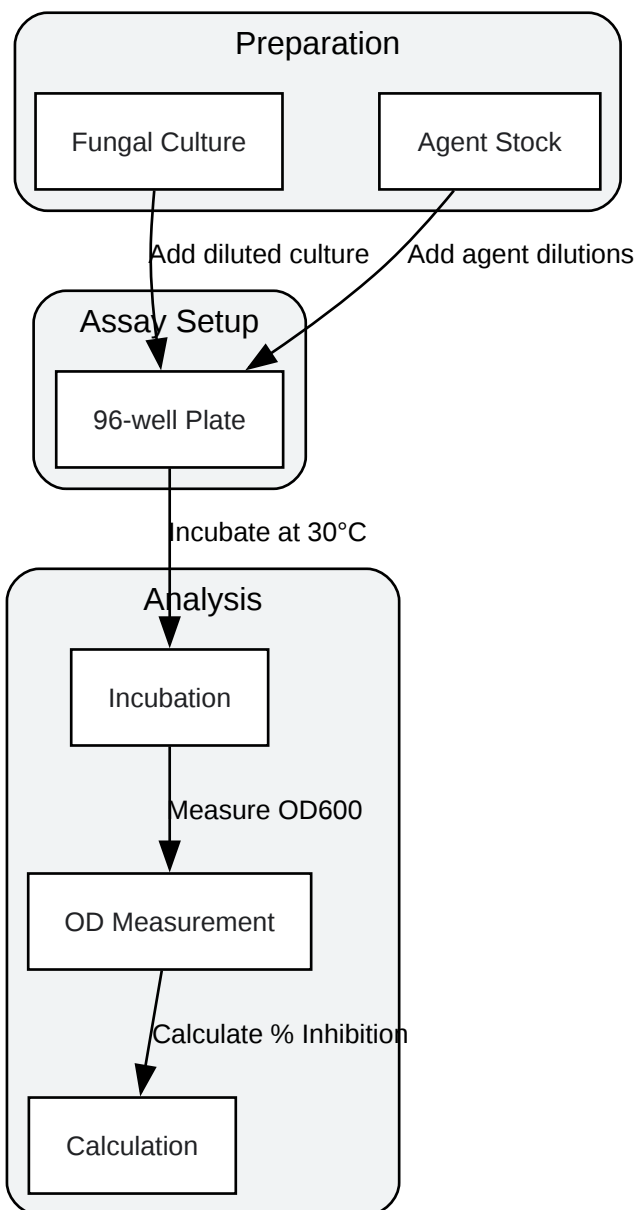 Preparation
Fungal Culture
Agent Stock
Add diluted culture
Add agent dilutions
Assay Setup
96-well Plate
Incubate at 30°C
Analysis
Incubation
Measure OD600
OD Measurement
Calculate % Inhibition
Calculation